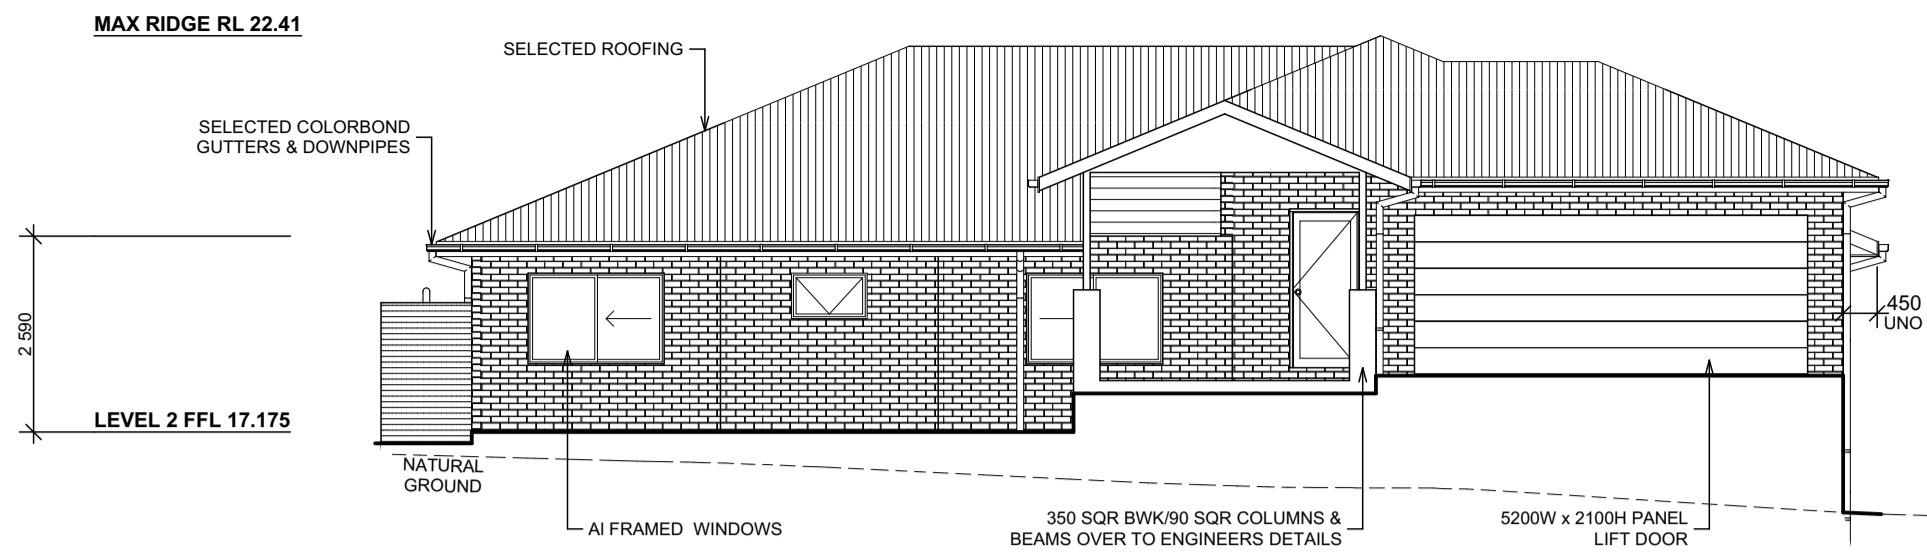 MAX RIDGE RL 22.41
SELECTED ROOFING
SELECTED COLORBOND
GUTTERS & DOWNPIPES
2 590
450
UNO
LEVEL 2 FFL 17.175
NATURAL
GROUND
AI FRAMED WINDOWS
350 SQR BWK/90 SQR COLUMNS &
BEAMS OVER TO ENGINEERS DETAILS
5200W x 2100H PANEL
LIFT DOOR